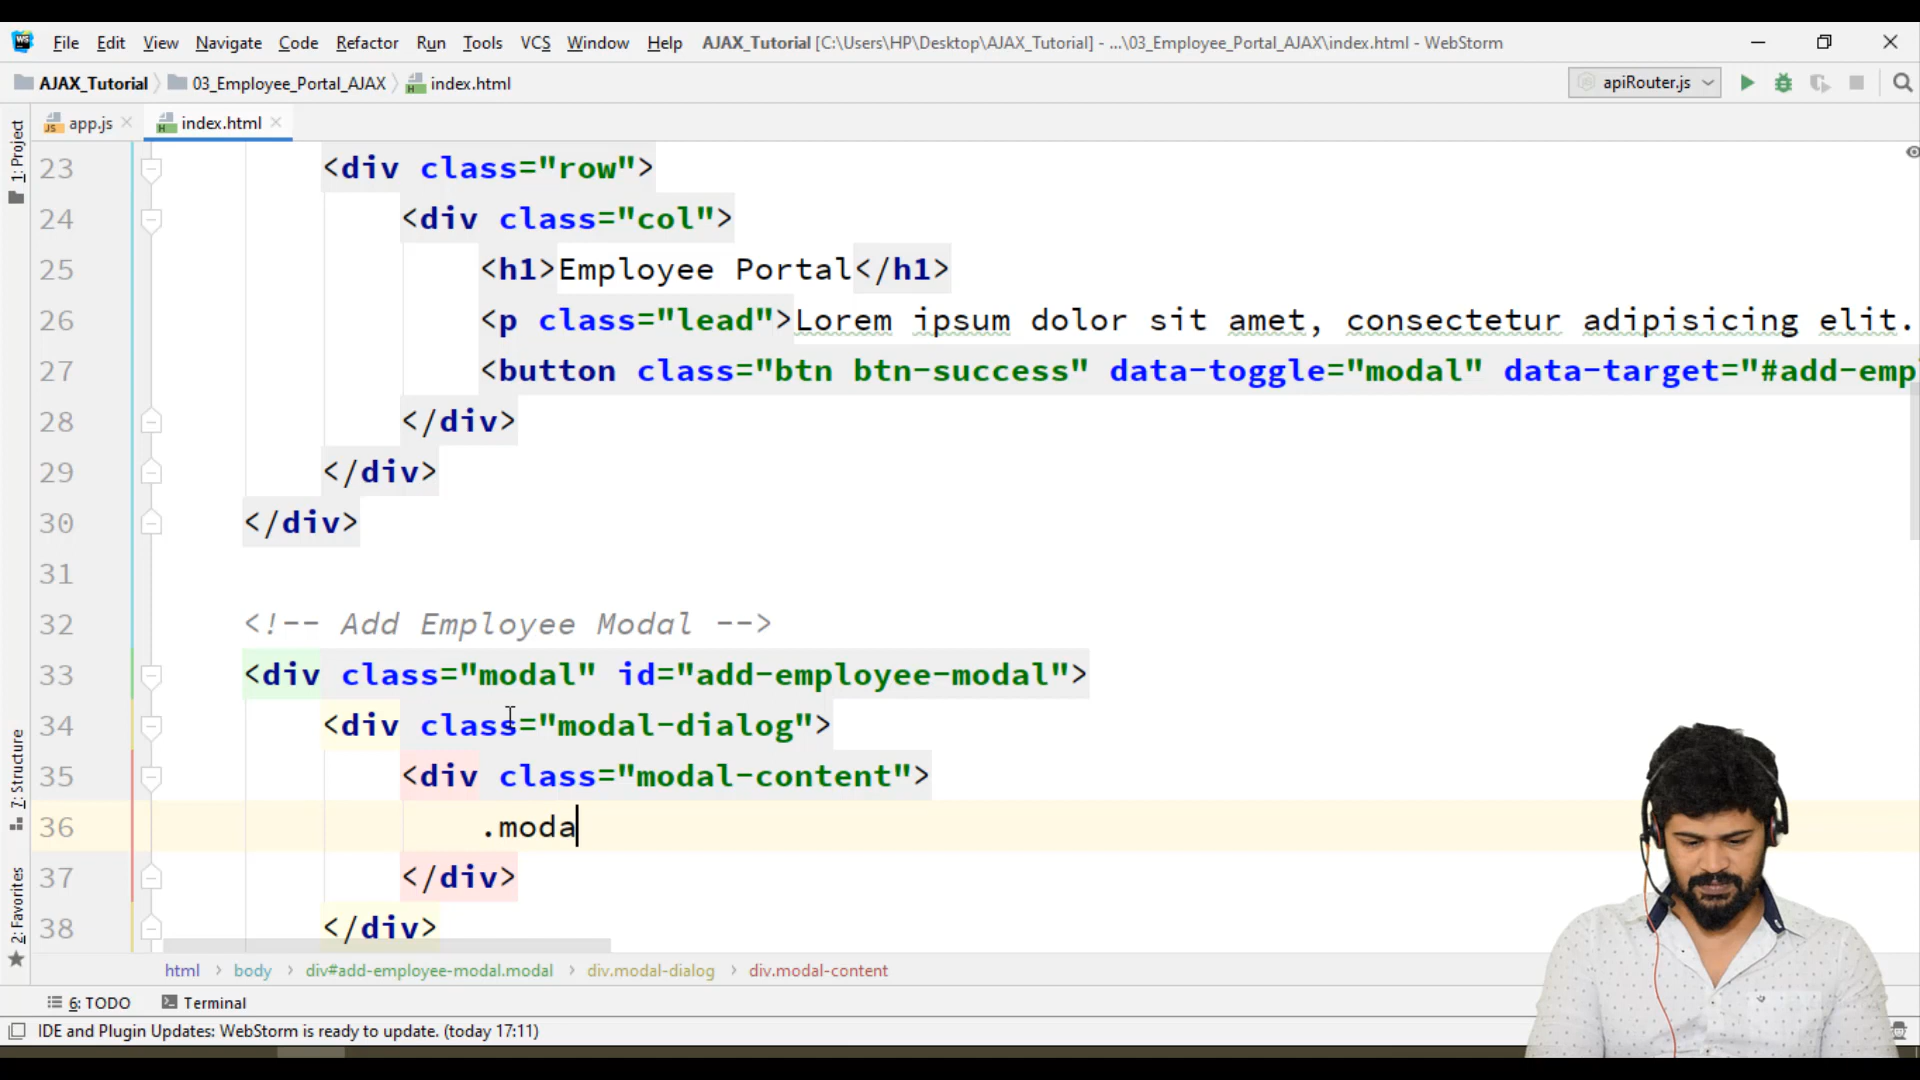 WS File Edit View Navigate Code Refactor Run Tools VCS Window Help AJAX_Tutorial [C:\Users\HP\Desktop\AJAX_Tutorial] - ...\03_Employee_Portal_AJAX\index.html - WebStorm
AJAX_Tutorial 03_Employee_Portal_AJAX index.html apiRouter.js
JS app.js H index.html
1: Project
7: Structure
2: Favorites
23 <div class="row">
24 <div class="col">
25 <h1>Employee Portal</h1>
26 <p class="lead">Lorem ipsum dolor sit amet, consectetur adipisicing elit.
27 <button class="btn btn-success" data-toggle="modal" data-target="#add-emp
28 </div>
29 </div>
30 </div>
31
32 <!-- Add Employee Modal -->
33 <div class="modal" id="add-employee-modal">
34 <div class="modal-dialog">
35 <div class="modal-content">
36 .moda
37 </div>
38 </div>
html body div#add-employee-modal.modal div.modal-dialog div.modal-content
6: TODO Terminal
IDE and Plugin Updates: WebStorm is ready to update. (today 17:11)